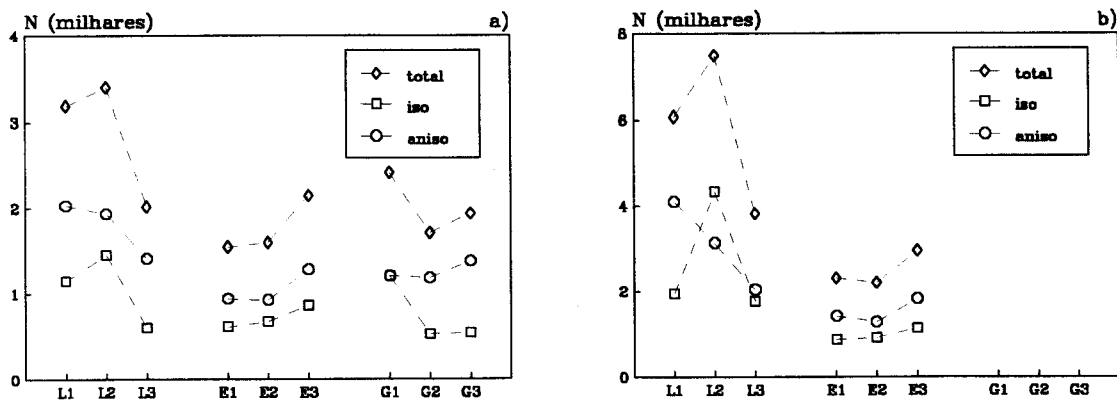 N (milhares) a)
4
3
2
1
0
total
iso
aniso
L1 L2 L3 E1 E2 E3 G1 G2 G3
N (milhares) b)
8
6
4
2
0
total
iso
aniso
L1 L2 L3 E1 E2 E3 G1 G2 G3